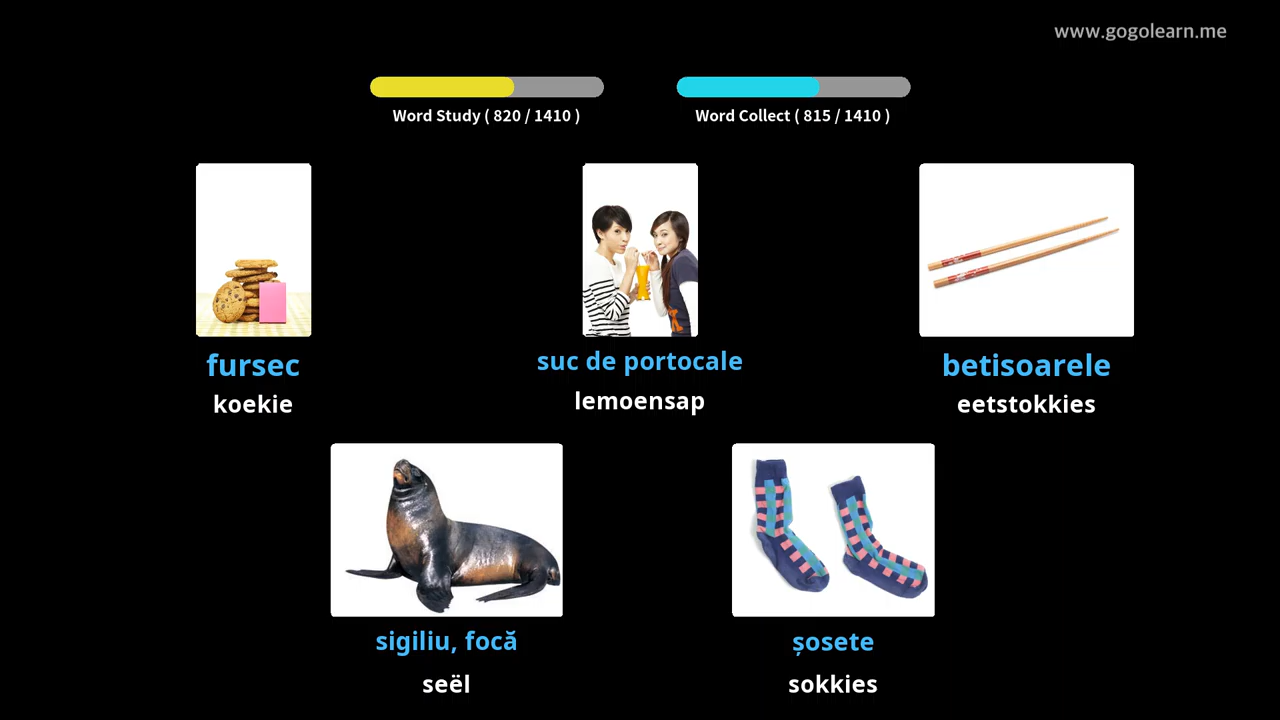 www.gogolearn.me
Word Study ( 820 / 1410 )
Word Collect ( 815 / 1410 )
fursec
koekie
suc de portocale
lemoensap
betisoarele
eetstokkies
sigiliu, focă
seël
șosete
sokkies